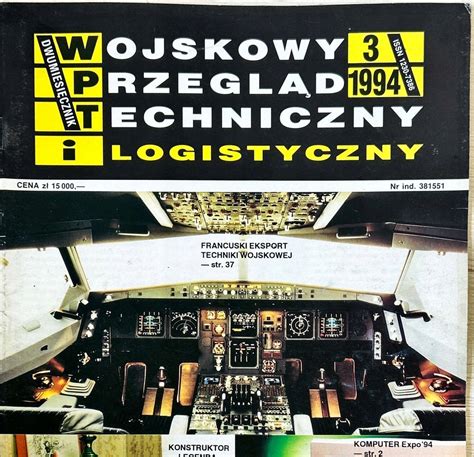 WPT i
DWUMIESIĘCZNIK
WOJSKOWY
PRZEGLĄD
TECHNICZNY
i LOGISTYCZNY
3
1994
ISSN 1230-7386
CENA zł 15 000,—
Nr ind. 381551
FRANCUSKI EKSPORT
TECHNIKI WOJSKOWEJ
— str. 37
KONSTRUKTOR
LEGENDA
KOMPUTER Expo'94
— str. 2